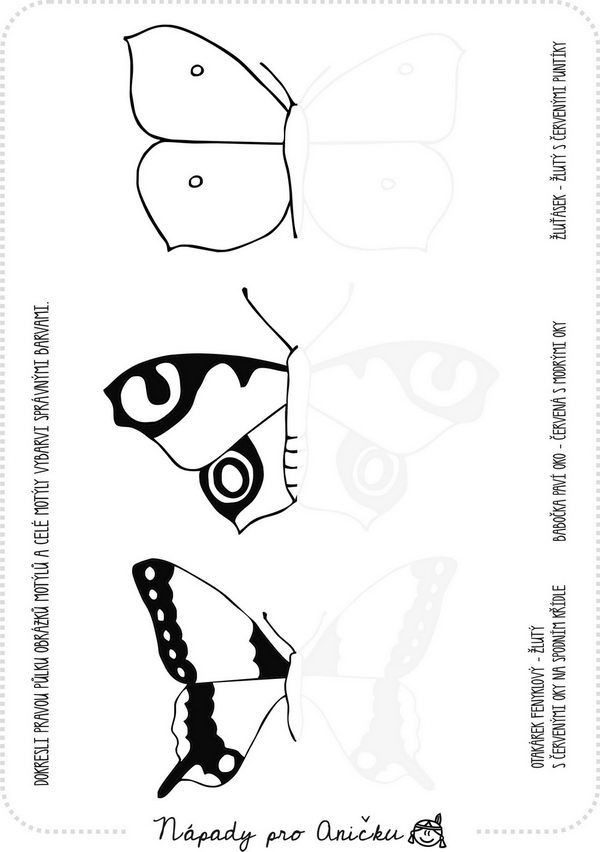 DOKRESLI PRAVOU PŮLKU OBRÁZKŮ MOTÝLŮ A CELÉ MOTÝLY VYBARVI SPRÁVNÝMI BARVAMI.
ŽLUŤÁSEK - ŽLUTÝ S ČERVENÝMI PUNTÍKY
BABOČKA PAVÍ OKO - ČERVENÁ S MODRÝMI OKY
OTAKÁREK FENYKLOVÝ - ŽLUTÝ
S ČERVENÝMI OKY NA SPODNÍM KŘÍDLE
Nápady pro Aničku